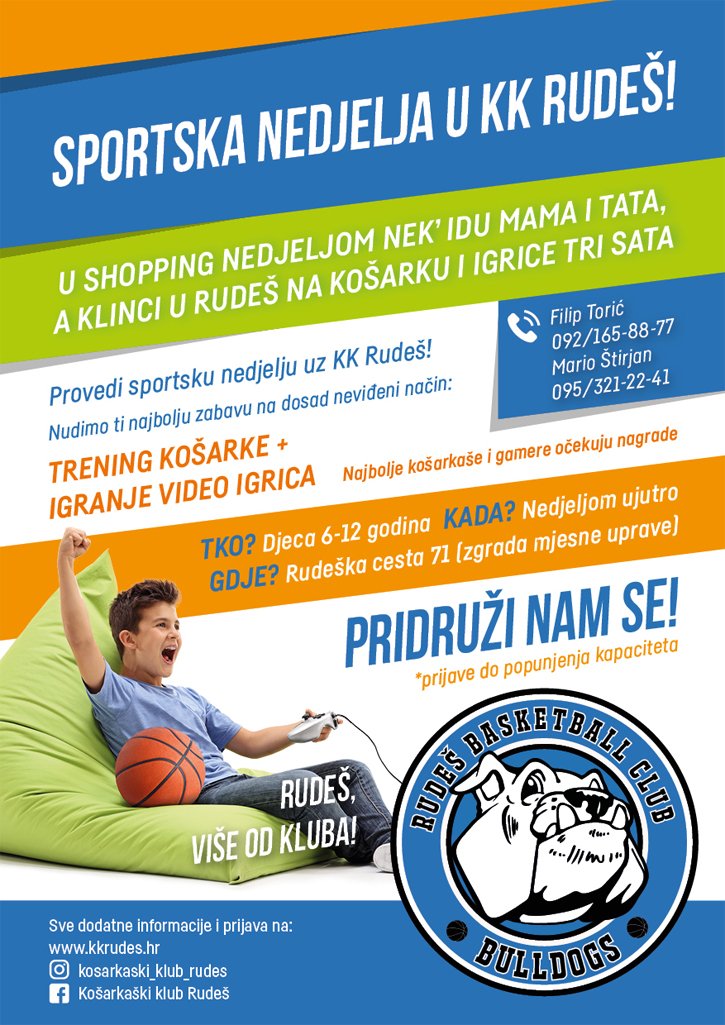 SPORTSKA NEDJELJA U KK RUDEŠ!
U SHOPPING NEDJELJOM NEK' IDU MAMA I TATA,
A KLINCI U RUDEŠ NA KOŠARKU I IGRICE TRI SATA
Filip Torić
092/165-88-77
Mario Štirjan
095/321-22-41
Provedi sportsku nedjelju uz KK Rudeš!
Nudimo ti najbolju zabavu na dosad neviđeni način:
TRENING KOŠARKE +
IGRANJE VIDEO IGRICA
Najbolje košarkaše i gamere očekuju nagrade
TKO? Djeca 6-12 godina KADA? Nedjeljom ujutro
GDJE? Rudeška cesta 71 (zgrada mjesne uprave)
PRIDRUŽI NAM SE!
*prijave do popunjenja kapaciteta
RUDEŠ,
VIŠE OD KLUBA!
RUDEŠ BASKETBALL CLUB
BULLDOGS
Sve dodatne informacije i prijava na:
www.kkrudes.hr
kosarkaski_klub_rudes
Košarkaški klub Rudeš